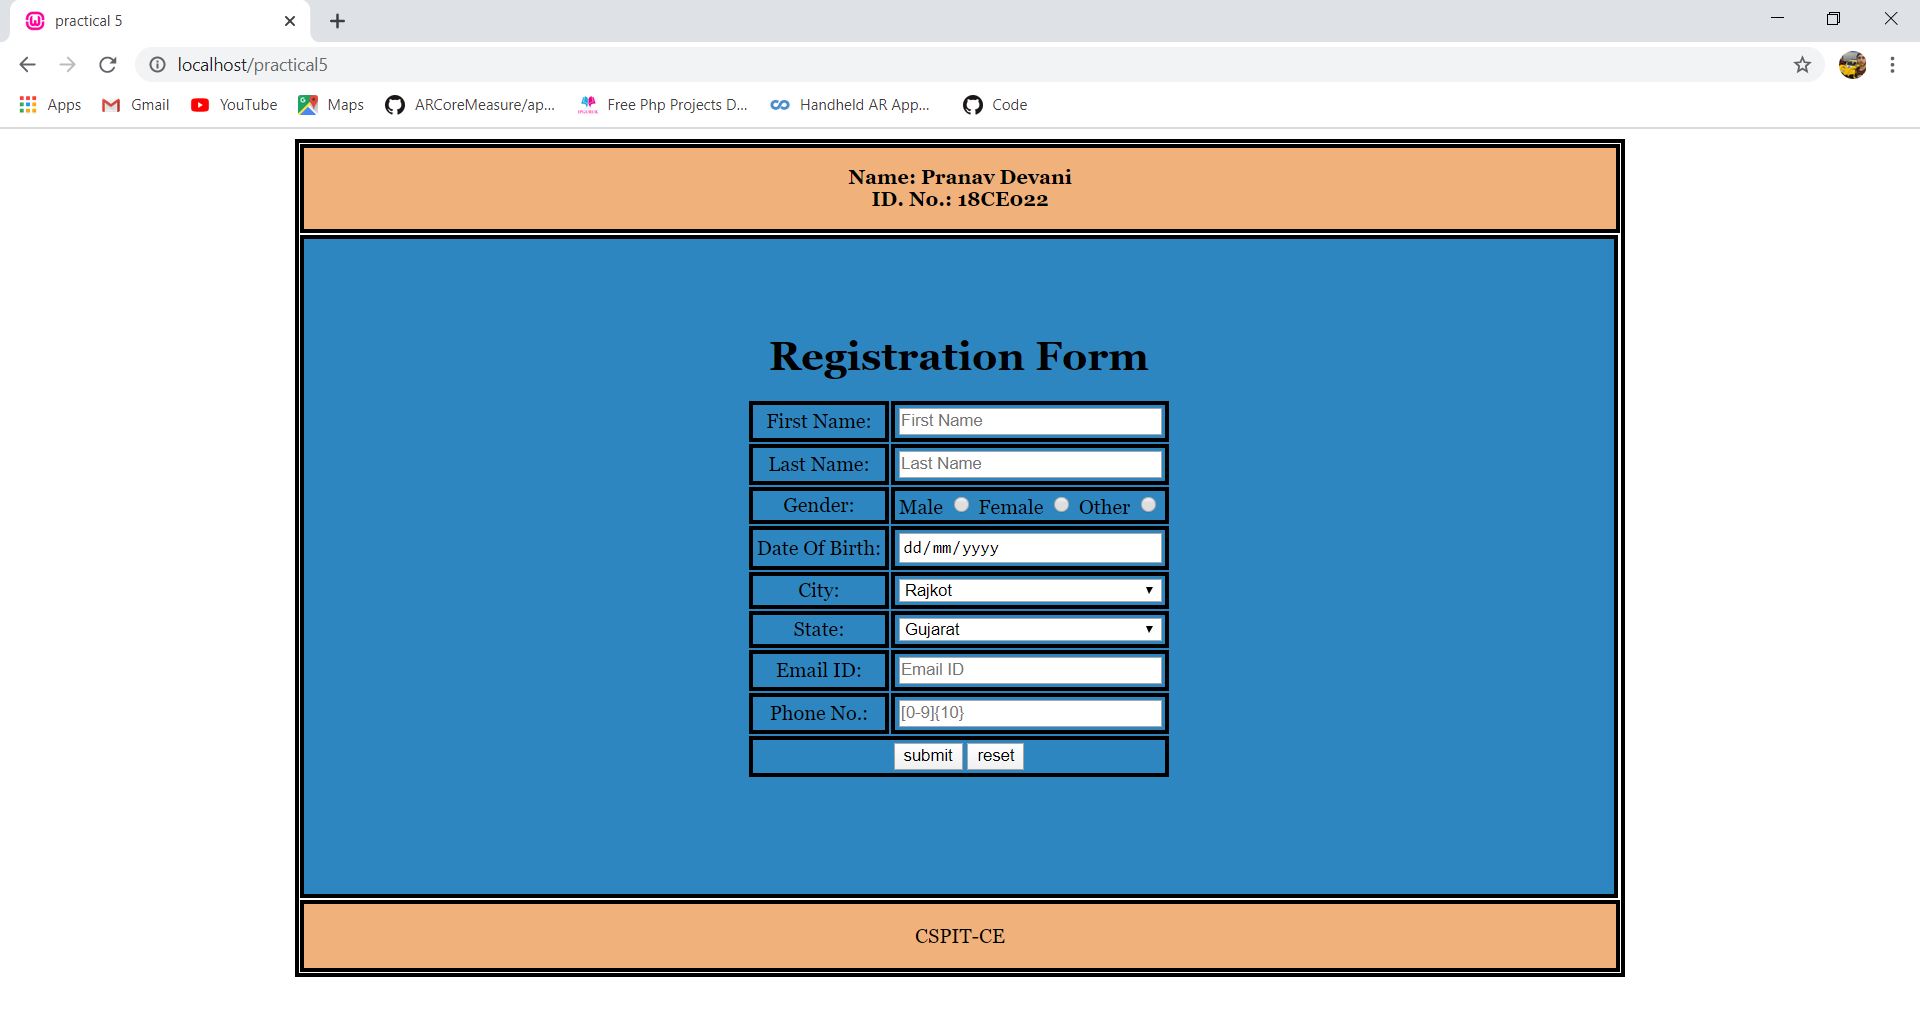 practical 5
localhost/practical5
Apps Gmail YouTube Maps ARCoreMeasure/ap... Free Php Projects D... Handheld AR App... Code
Name: Pranav Devani
ID. No.: 18CE022
Registration Form
First Name: First Name
Last Name: Last Name
Gender: Male Female Other
Date Of Birth: dd/mm/yyyy
City: Rajkot
State: Gujarat
Email ID: Email ID
Phone No.: [0-9]{10}
submit reset
CSPIT-CE